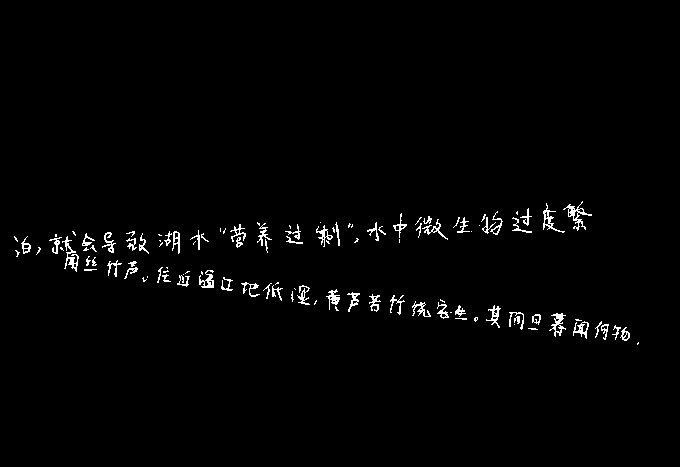 泊,就会导致湖水“营养过剩”,水中微生物过度繁
闻丝竹声。住近湓江地低湿,黄芦苦竹绕宅生。其间旦暮闻何物,